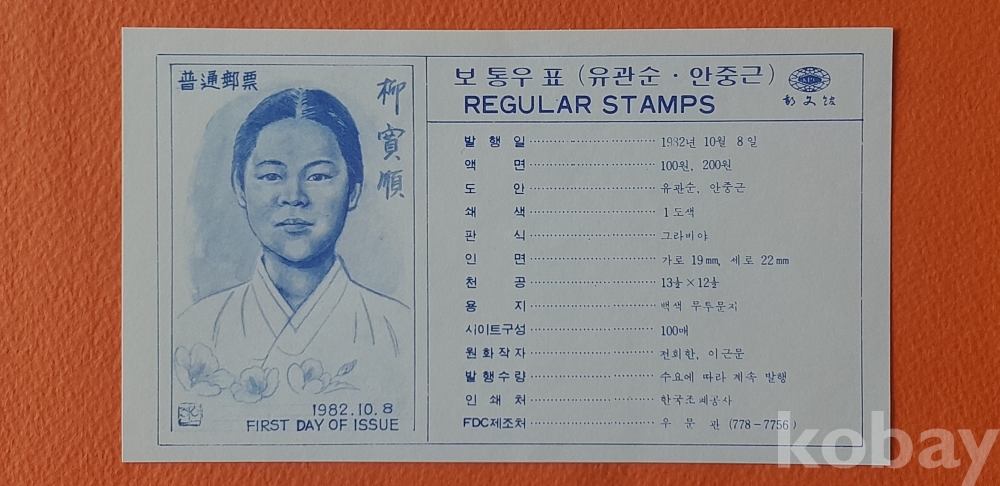 普通郵票
柳寬順
1982.10.8
FIRST DAY OF ISSUE
보통우표 (유관순·안중근)
REGULAR STAMPS
발행일 1982년 10월 8일
액면 100원, 200원
도안 유관순, 안중근
쇄색 1도색
판식 그라비아
인면 가로 19mm, 세로 22mm
천공 13½×12½
용지 백색 무투문지
시이트구성 100매
원화작자 전희한, 이근문
발행수량 수요에 따라 계속 발행
인쇄처 한국조폐공사
FDC제조처 우문관 (778-7756)
kobay